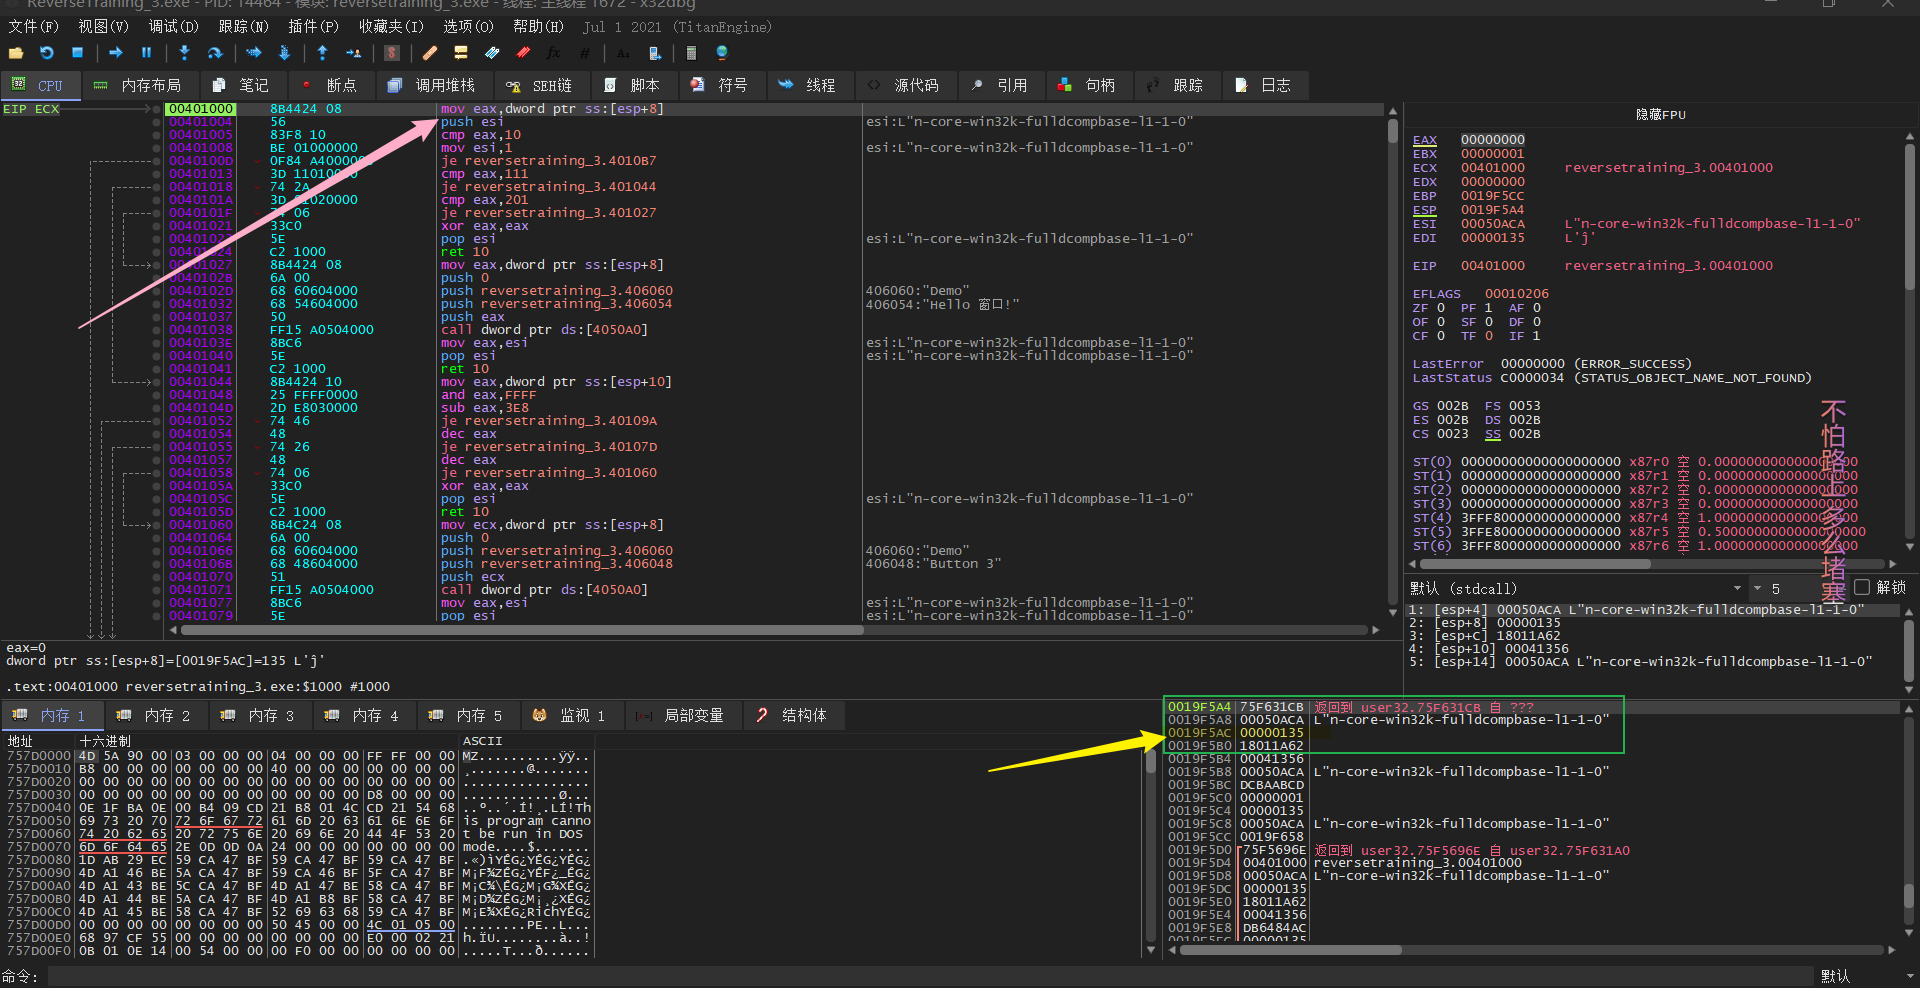 ReverseTraining_3.exe - PID: 14464 - 模块: reversetraining_3.exe - 线程: 主线程 1672 - x32dbg
文件(F) 视图(V) 调试(D) 跟踪(N) 插件(P) 收藏夹(I) 选项(O) 帮助(H) Jul 1 2021 (TitanEngine)
CPU 内存布局 笔记 断点 调用堆栈 SEH链 脚本 符号 线程 源代码 引用 句柄 跟踪 日志
EIP ECX
00401000 8B4424 08 mov eax,dword ptr ss:[esp+8]
00401004 56 push esi esi:L"n-core-win32k-fulldcompbase-l1-1-0"
00401005 83F8 10 cmp eax,10
00401008 BE 01000000 mov esi,1 esi:L"n-core-win32k-fulldcompbase-l1-1-0"
0040100D 0F84 A4000000 je reversetraining_3.4010B7
00401013 3D 11010000 cmp eax,111
00401018 74 2A je reversetraining_3.401044
0040101A 3D 01020000 cmp eax,201
0040101F 74 06 je reversetraining_3.401027
00401021 33C0 xor eax,eax
00401023 5E pop esi esi:L"n-core-win32k-fulldcompbase-l1-1-0"
00401024 C2 1000 ret 10
00401027 8B4424 08 mov eax,dword ptr ss:[esp+8]
0040102B 6A 00 push 0
0040102D 68 60604000 push reversetraining_3.406060 406060:"Demo"
00401032 68 54604000 push reversetraining_3.406054 406054:"Hello 窗口!"
00401037 50 push eax
00401038 FF15 A0504000 call dword ptr ds:[4050A0]
0040103E 8BC6 mov eax,esi esi:L"n-core-win32k-fulldcompbase-l1-1-0"
00401040 5E pop esi esi:L"n-core-win32k-fulldcompbase-l1-1-0"
00401041 C2 1000 ret 10
00401044 8B4424 10 mov eax,dword ptr ss:[esp+10]
00401048 25 FFFF0000 and eax,FFFF
0040104D 2D E8030000 sub eax,3E8
00401052 74 46 je reversetraining_3.40109A
00401054 48 dec eax
00401055 74 26 je reversetraining_3.40107D
00401057 48 dec eax
00401058 74 06 je reversetraining_3.401060
0040105A 33C0 xor eax,eax
0040105C 5E pop esi esi:L"n-core-win32k-fulldcompbase-l1-1-0"
0040105D C2 1000 ret 10
00401060 8B4C24 08 mov ecx,dword ptr ss:[esp+8]
00401064 6A 00 push 0
00401066 68 60604000 push reversetraining_3.406060 406060:"Demo"
0040106B 68 48604000 push reversetraining_3.406048 406048:"Button 3"
00401070 51 push ecx
00401071 FF15 A0504000 call dword ptr ds:[4050A0]
00401077 8BC6 mov eax,esi esi:L"n-core-win32k-fulldcompbase-l1-1-0"
00401079 5E pop esi esi:L"n-core-win32k-fulldcompbase-l1-1-0"
eax=0
dword ptr ss:[esp+8]=[0019F5AC]=135 L'ĵ'
.text:00401000 reversetraining_3.exe:$1000 #1000
隐藏FPU
EAX 00000000
EBX 00000001
ECX 00401000 reversetraining_3.00401000
EDX 00000000
EBP 0019F5CC
ESP 0019F5A4
ESI 00050ACA L"n-core-win32k-fulldcompbase-l1-1-0"
EDI 00000135 L'ĵ'
EIP 00401000 reversetraining_3.00401000
EFLAGS 00010206
ZF 0 PF 1 AF 0
OF 0 SF 0 DF 0
CF 0 TF 0 IF 1
LastError 00000000 (ERROR_SUCCESS)
LastStatus C0000034 (STATUS_OBJECT_NAME_NOT_FOUND)
GS 002B FS 0053
ES 002B DS 002B
CS 0023 SS 002B
ST(0) 00000000000000000000 x87r0 空 0.000000000000000000
ST(1) 00000000000000000000 x87r1 空 0.000000000000000000
ST(2) 00000000000000000000 x87r2 空 0.000000000000000000
ST(3) 00000000000000000000 x87r3 空 0.000000000000000000
ST(4) 3FFF8000000000000000 x87r4 空 1.000000000000000000
ST(5) 3FFE8000000000000000 x87r5 空 0.5000000000000000000
ST(6) 3FFF8000000000000000 x87r6 空 1.000000000000000000
不怕路上多么堵塞
默认 (stdcall) 5 解锁
1: [esp+4] 00050ACA L"n-core-win32k-fulldcompbase-l1-1-0"
2: [esp+8] 00000135
3: [esp+C] 18011A62
4: [esp+10] 00041356
5: [esp+14] 00050ACA L"n-core-win32k-fulldcompbase-l1-1-0"
内存 1 内存 2 内存 3 内存 4 内存 5 监视 1 局部变量 结构体
地址 十六进制 ASCII
757D0000 4D 5A 90 00 03 00 00 00 04 00 00 00 FF FF 00 00 MZ..........ÿÿ..
757D0010 B8 00 00 00 00 00 00 00 40 00 00 00 00 00 00 00 ¸.......@.......
757D0020 00 00 00 00 00 00 00 00 00 00 00 00 00 00 00 00 ................
757D0030 00 00 00 00 00 00 00 00 00 00 00 00 D8 00 00 00 ............Ø...
757D0040 0E 1F BA 0E 00 B4 09 CD 21 B8 01 4C CD 21 54 68 ..º..´.Í!¸.LÍ!Th
757D0050 69 73 20 70 72 6F 67 72 61 6D 20 63 61 6E 6E 6F is program canno
757D0060 74 20 62 65 20 72 75 6E 20 69 6E 20 44 4F 53 20 t be run in DOS
757D0070 6D 6F 64 65 2E 0D 0D 0A 24 00 00 00 00 00 00 00 mode....$.......
757D0080 1D AB 29 EC 59 CA 47 BF 59 CA 47 BF 59 CA 47 BF .«)ìYÊG¿YÊG¿YÊG¿
757D0090 4D A1 46 BE 5A CA 47 BF 59 CA 46 BF 5F CA 47 BF M¡F¾ZÊG¿YÊF¿_ÊG¿
757D00A0 4D A1 43 BE 5C CA 47 BF 4D A1 47 BE 58 CA 47 BF M¡C¾\ÊG¿M¡G¾XÊG¿
757D00B0 4D A1 44 BE 5A CA 47 BF 4D A1 B8 BF 58 CA 47 BF M¡D¾ZÊG¿M¡¸¿XÊG¿
757D00C0 4D A1 45 BE 58 CA 47 BF 52 69 63 68 59 CA 47 BF M¡E¾XÊG¿RichYÊG¿
757D00D0 00 00 00 00 00 00 00 00 50 45 00 00 4C 01 05 00 ........PE..L...
757D00E0 68 97 CF 55 00 00 00 00 00 00 00 00 E0 00 02 21 h.ÏU........à..!
757D00F0 0B 01 0E 14 00 54 00 00 00 F0 00 00 00 00 00 00 .....T...ð......
0019F5A4 75F631CB 返回到 user32.75F631CB 自 ???
0019F5A8 00050ACA L"n-core-win32k-fulldcompbase-l1-1-0"
0019F5AC 00000135
0019F5B0 18011A62
0019F5B4 00041356
0019F5B8 00050ACA L"n-core-win32k-fulldcompbase-l1-1-0"
0019F5BC DCBAABCD
0019F5C0 00000001
0019F5C4 00000135
0019F5C8 00050ACA L"n-core-win32k-fulldcompbase-l1-1-0"
0019F5CC 0019F658
0019F5D0 75F5696E 返回到 user32.75F5696E 自 user32.75F631A0
0019F5D4 00401000 reversetraining_3.00401000
0019F5D8 00050ACA L"n-core-win32k-fulldcompbase-l1-1-0"
0019F5DC 00000135
0019F5E0 18011A62
0019F5E4 00041356
0019F5E8 DB6484AC
0019F5EC 00000135
命令: 默认